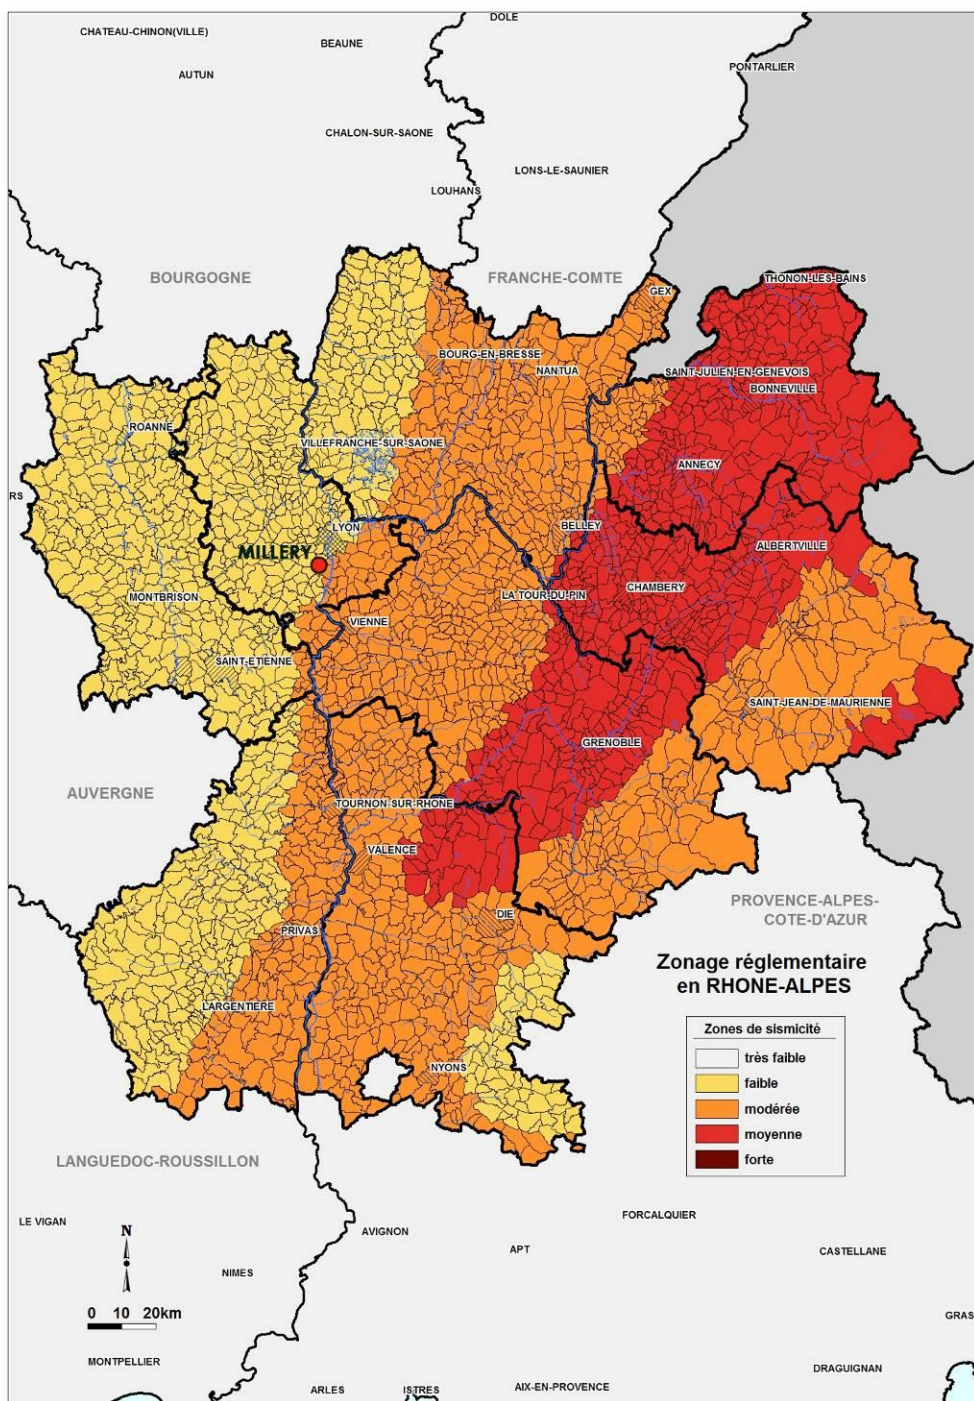 DOLE
CHATEAU-CHINON(VILLE)
BEAUNE
PONTARLIER
AUTUN
CHALON-SUR-SAONE
LONS-LE-SAUNIER
LOUHANS
BOURGOGNE
FRANCHE-COMTE
THONON-LES-BAINS
GEX
BOURG-EN-BRESSE
NANTUA
SAINT-JULIEN-EN-GENEVOIS
BONNEVILLE
ROANNE
VILLEFRANCHE-SUR-SAONE
ANNECY
RS
LYON
BELLEY
ALBERTVILLE
MILLERY
CHAMBERY
MONTBRISON
LA TOUR-DU-PIN
VIENNE
SAINT-ETIENNE
SAINT-JEAN-DE-MAURIENNE
GRENOBLE
AUVERGNE
TOURNON-SUR-RHONE
VALENCE
PROVENCE-ALPES-
COTE-D'AZUR
DIE
PRIVAS
Zonage réglementaire
en RHONE-ALPES
LARGENTIERE
Zones de sismicité
très faible
NYONS
faible
modérée
moyenne
forte
LANGUEDOC-ROUSSILLON
LE VIGAN
FORCALQUIER
N
AVIGNON
APT
CASTELLANE
NIMES
0 10 20km
GRAS
MONTPELLIER
DRAGUIGNAN
ARLES
ISTRES
AIX-EN-PROVENCE